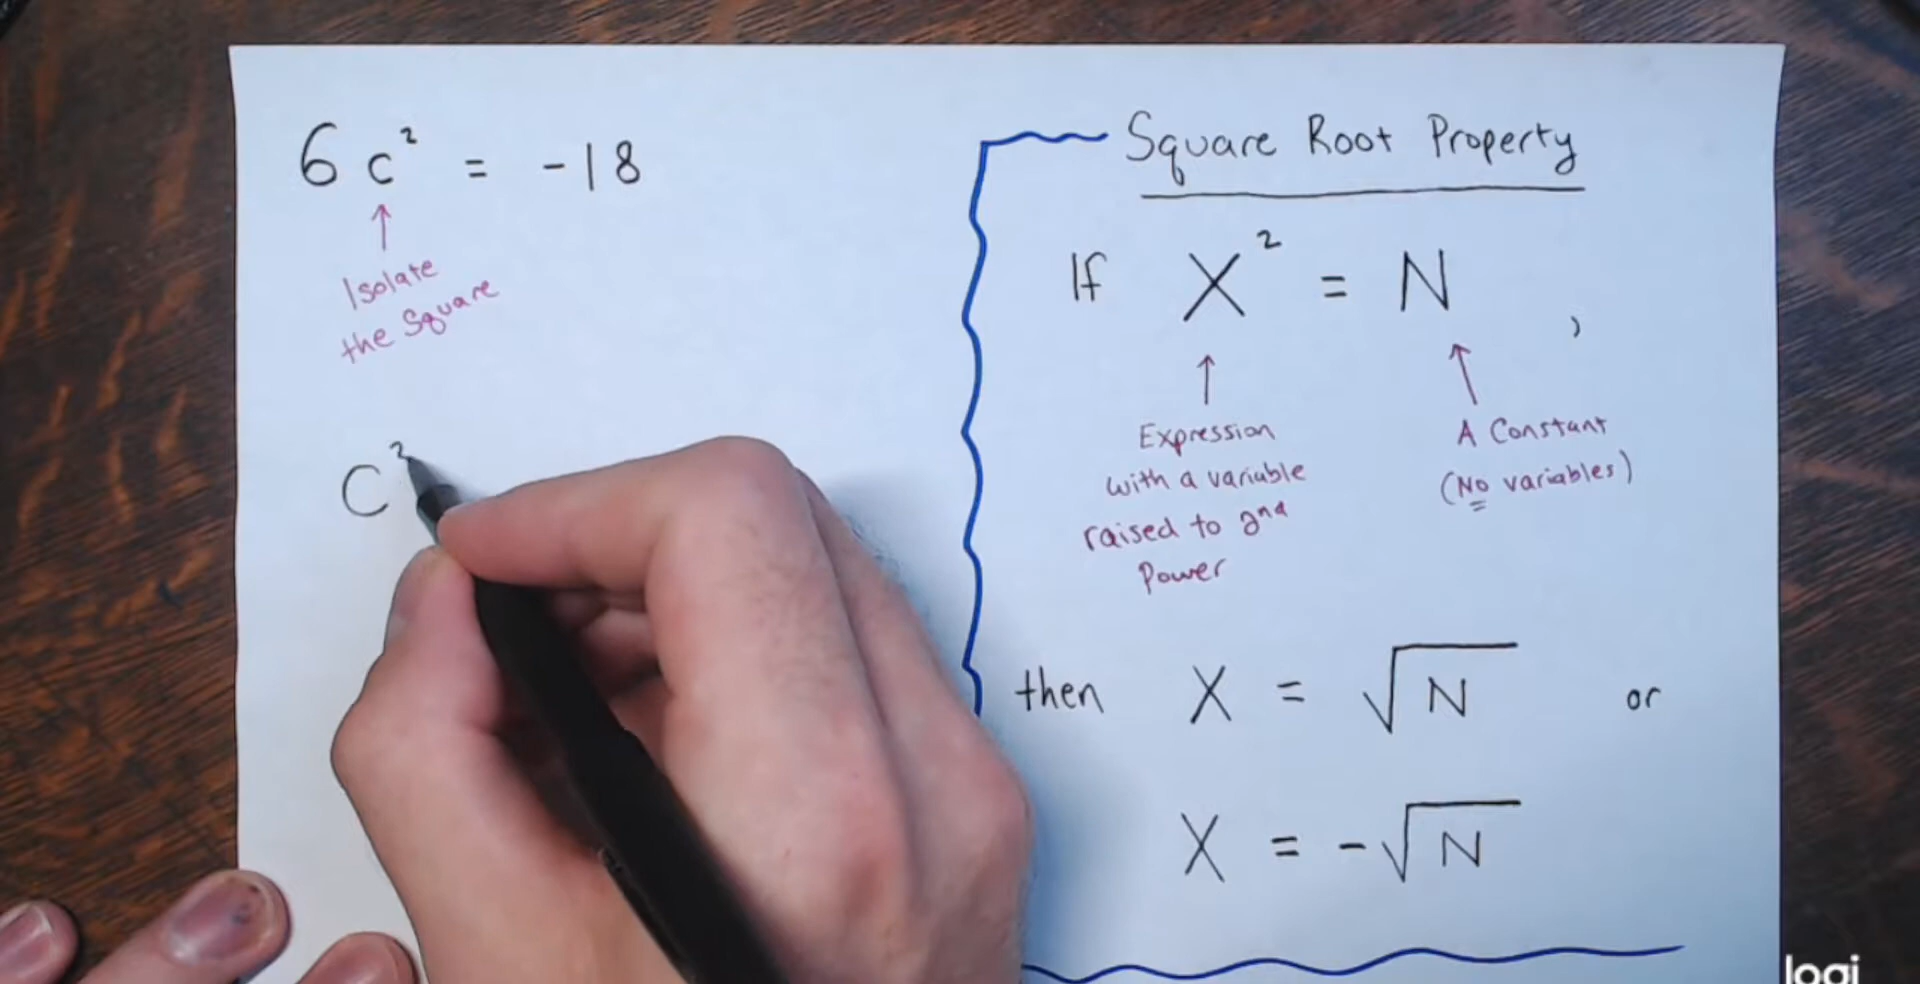 6c² = -18
↑
Isolate
the Square
C²
Square Root Property
If X² = N,
↑ ↑
Expression
with a variable
raised to 2nd
Power
A Constant
(No variables)
then X = √N or
X = -√N
logi